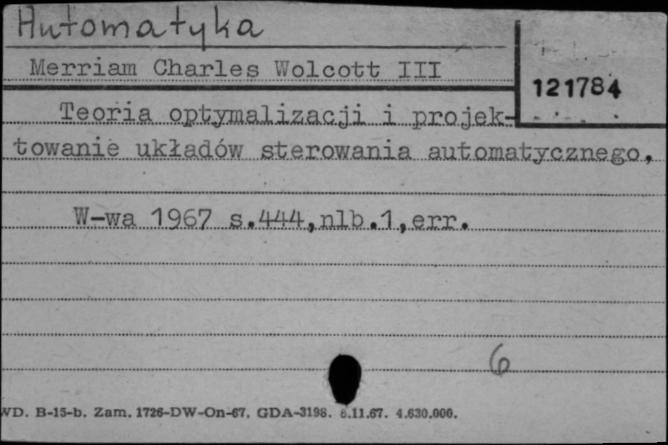 Automatyka
Merriam Charles Wolcott III
121784
Teoria optymalizacji i projek-
towanie układów sterowania automatycznego,
W-wa 1967 s.444,nlb.1,err.
6
WD. B-15-b. Zam. 1726-DW-On-67. GDA-3198. 8.11.67. 4.630.000.